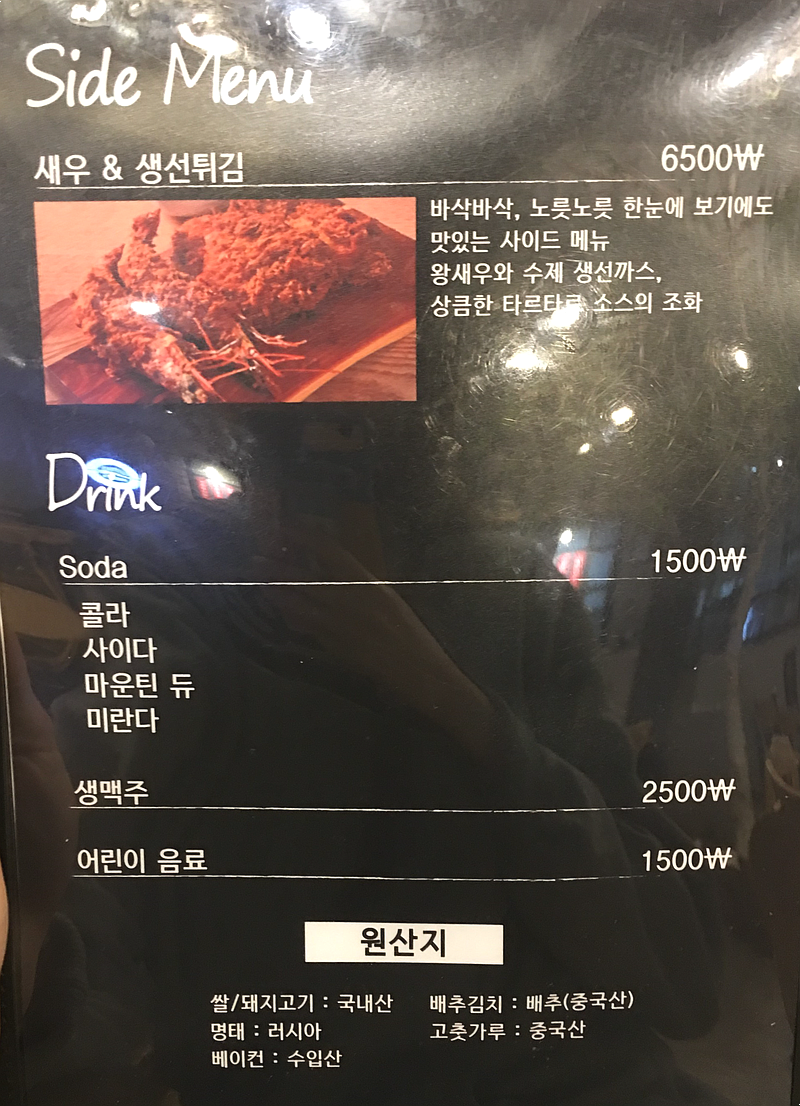 Side Menu
새우 & 생선튀김 6500₩
바삭바삭, 노릇노릇 한눈에 보기에도
맛있는 사이드 메뉴
왕새우와 수제 생선까스,
상큼한 타르타르 소스의 조화
Drink
Soda 1500₩
콜라
사이다
마운틴 듀
미란다
생맥주 2500₩
어린이 음료 1500₩
원산지
쌀/돼지고기 : 국내산 배추김치 : 배추(중국산)
명태 : 러시아 고춧가루 : 중국산
베이컨 : 수입산